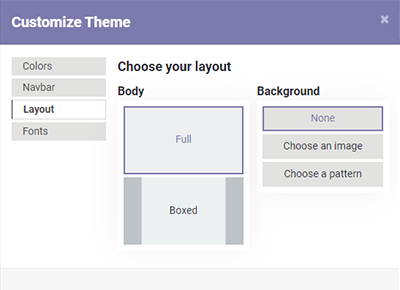 Customize Theme
×
Colors
Navbar
Layout
Fonts
Choose your layout
Body
Full
Boxed
Background
None
Choose an image
Choose a pattern